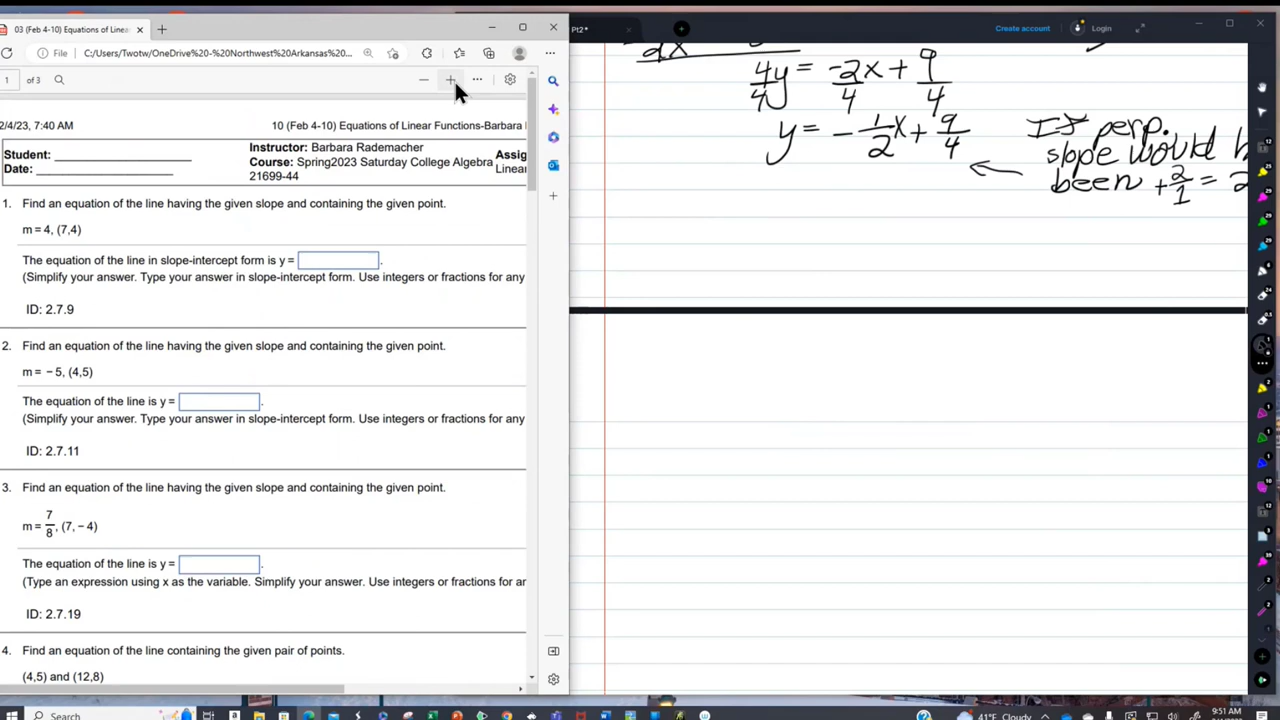 03 (Feb 4-10) Equations of Linea
Pt2*
Create account
Login
File
C:/Users/Twotw/OneDrive%20-%20Northwest%20Arkansas%20...
1
of 3
2/4/23, 7:40 AM
10 (Feb 4-10) Equations of Linear Functions-Barbara
Student:
Date:
Instructor: Barbara Rademacher
Course: Spring2023 Saturday College Algebra
21699-44
Assig
Linear
1. Find an equation of the line having the given slope and containing the given point.
m = 4, (7,4)
The equation of the line in slope-intercept form is y = .
(Simplify your answer. Type your answer in slope-intercept form. Use integers or fractions for any
ID: 2.7.9
2. Find an equation of the line having the given slope and containing the given point.
m = − 5, (4,5)
The equation of the line is y = .
(Simplify your answer. Type your answer in slope-intercept form. Use integers or fractions for any
ID: 2.7.11
3. Find an equation of the line having the given slope and containing the given point.
m = 7/8, (7, − 4)
The equation of the line is y = .
(Type an expression using x as the variable. Simplify your answer. Use integers or fractions for an
ID: 2.7.19
4. Find an equation of the line containing the given pair of points.
(4,5) and (12,8)
4y/4 = -2x/4 + 9/4
y = - 1/2 x + 9/4
If perp.
slope would b
been + 2/1 = 2
Search
41°F Cloudy
9:51 AM